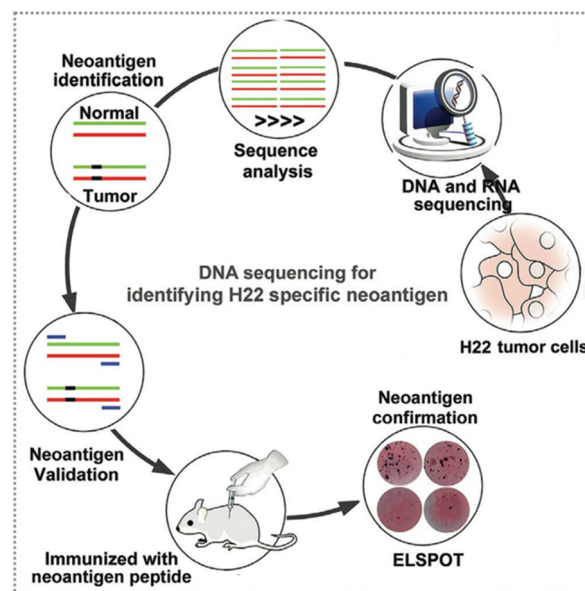 Neoantigen
identification
Normal
Tumor
>>>>
Sequence
analysis
DNA and RNA
sequencing
DNA sequencing for
identifying H22 specific neoantigen
H22 tumor cells
Neoantigen
Validation
Immunized with
neoantigen peptide
Neoantigen
confirmation
ELSPOT